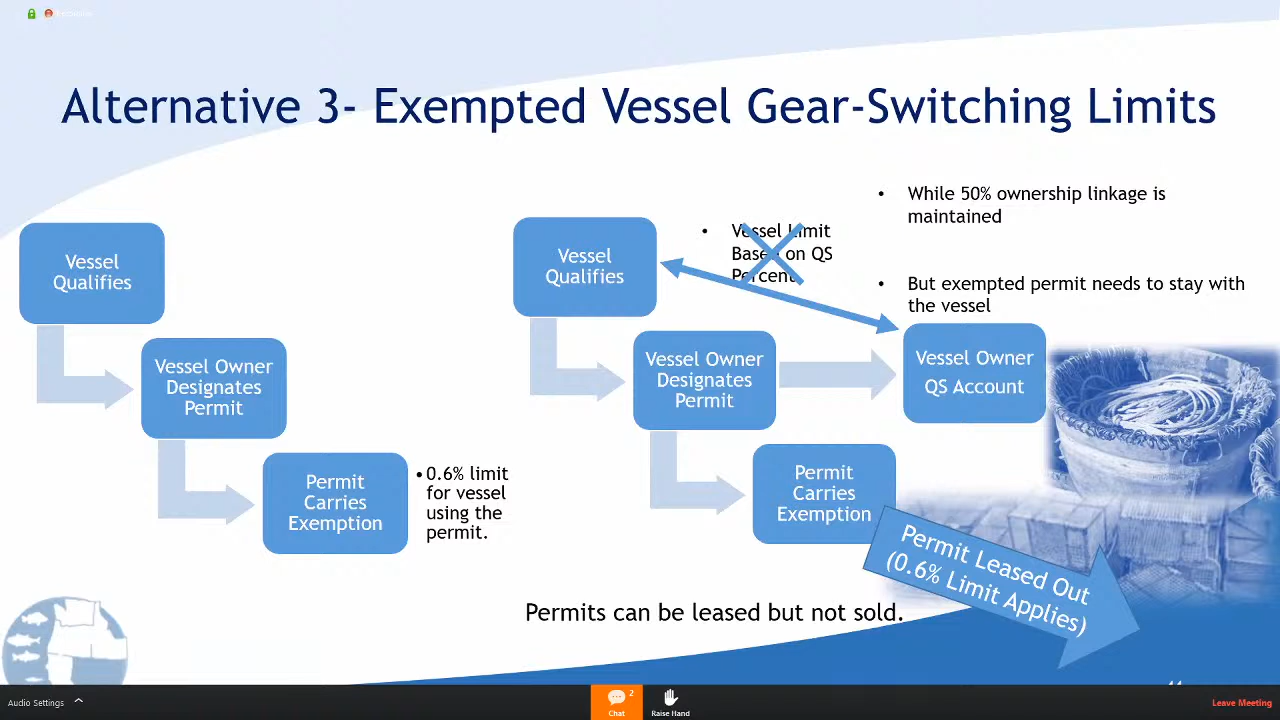 Alternative 3- Exempted Vessel Gear-Switching Limits
Vessel
Qualifies
Vessel Owner
Designates
Permit
Permit
Carries
Exemption
•0.6% limit
for vessel
using the
permit.
Vessel
Qualifies
• Vessel Limit
Based on QS
Percent
• While 50% ownership linkage is
maintained
• But exempted permit needs to stay with
the vessel
Vessel Owner
Designates
Permit
Vessel Owner
QS Account
Permit
Carries
Exemption
Permit Leased Out
(0.6% Limit Applies)
Permits can be leased but not sold.
Audio Settings
Chat
2
Raise Hand
Leave Meeting